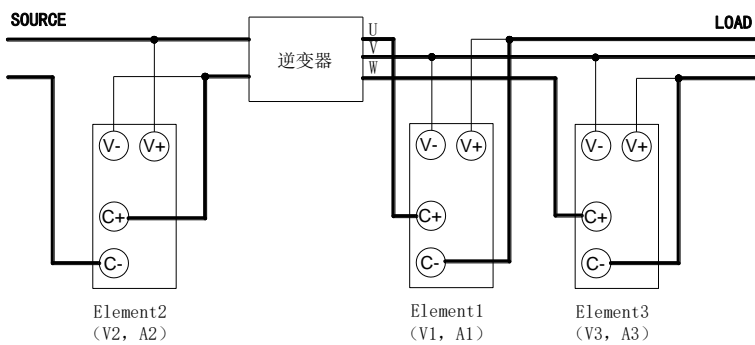 SOURCE
LOAD
逆变器
U
V
W
V-
V+
C+
C-
V-
V+
C+
C-
V-
V+
C+
C-
Element2
(V2, A2)
Element1
(V1, A1)
Element3
(V3, A3)